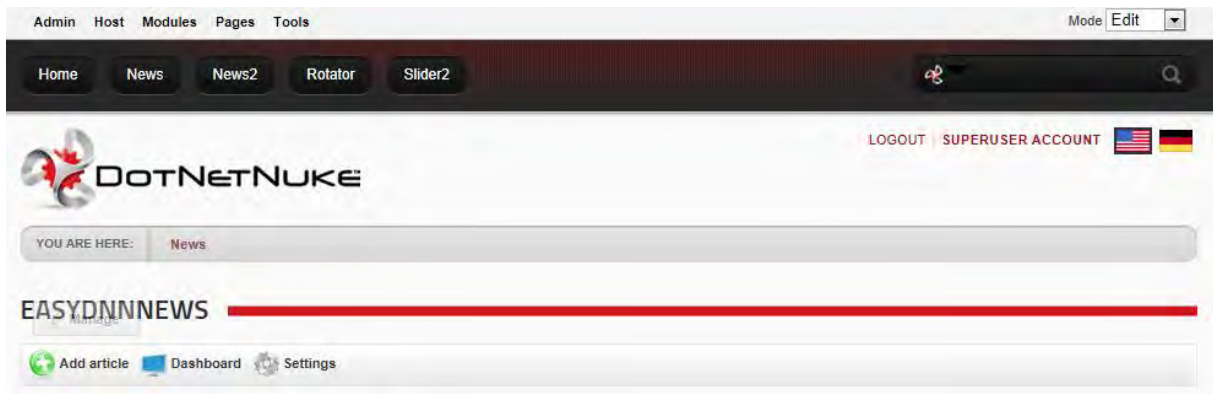 Admin Host Modules Pages Tools Mode Edit
Home News News2 Rotator Slider2
LOGOUT SUPERUSER ACCOUNT
DOTNETNUKE
YOU ARE HERE: News
EASYDNNNEWS
Manage
Add article Dashboard Settings